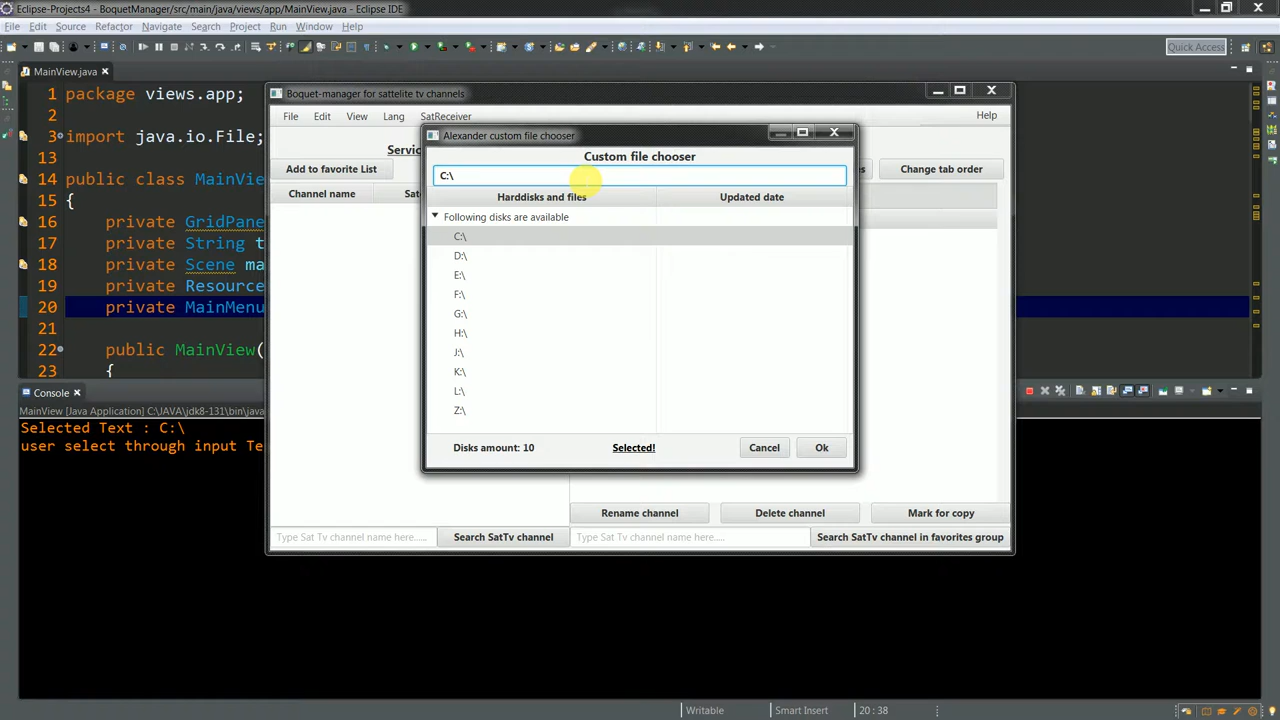 Eclipse-Projects4 - BoquetManager/src/main/java/views/app/MainView.java - Eclipse IDE
File Edit Source Refactor Navigate Search Project Run Window Help
Quick Access
MainView.java
1 package views.app;
2
3 import java.io.File;
13
14 public class MainVie
15 {
16 private GridPane
17 private String t
18 private Scene ma
19 private Resource
20 private MainMenu
21
22 public MainView(
23 {
Boquet-manager for sattelite tv channels
File Edit View Lang SatReceiver Help
Servic
Add to favorite List
es
Change tab order
Channel name
Sate
Alexander custom file chooser
Custom file chooser
C:\
Harddisks and files Updated date
Following disks are available
C:\
D:\
E:\
F:\
G:\
H:\
J:\
K:\
L:\
Z:\
Disks amount: 10 Selected! Cancel Ok
Rename channel Delete channel Mark for copy
Type Sat Tv channel name here..... Search SatTv channel Type Sat Tv channel name here..... Search SatTv channel in favorites group
Console
MainView [Java Application] C:\JAVA\jdk8-131\bin\java
Selected Text : C:\
user select through input Te
Writable Smart Insert 20 : 38